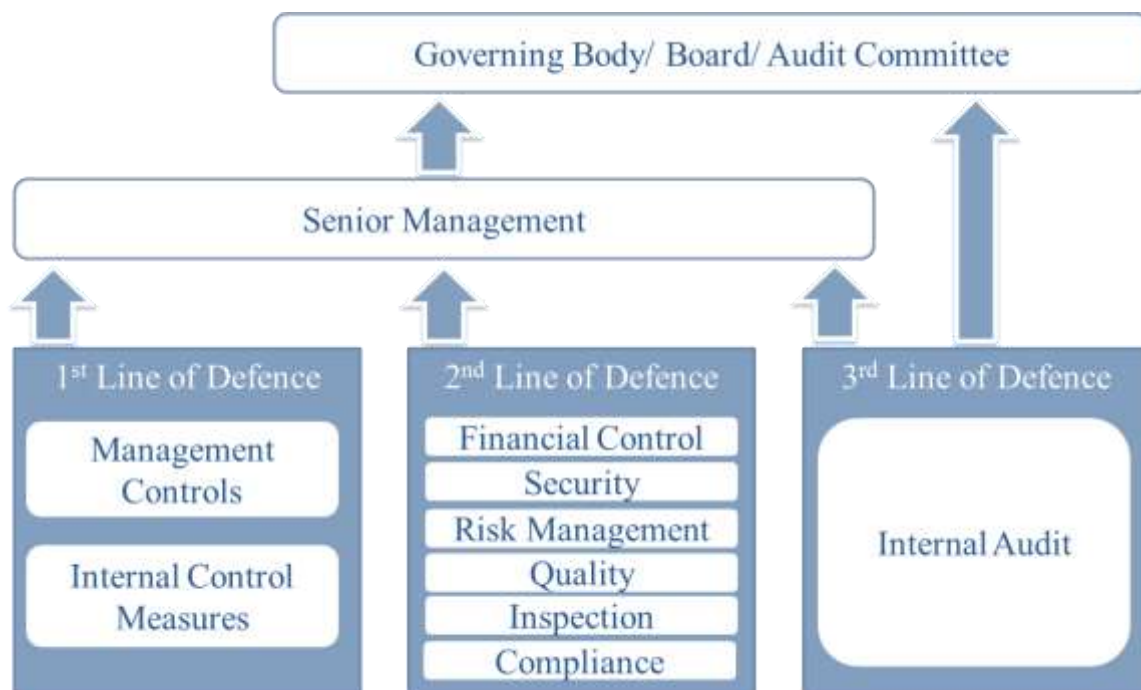 Governing Body/ Board/ Audit Committee
Senior Management
1st Line of Defence
Management
Controls
Internal Control
Measures
2nd Line of Defence
Financial Control
Security
Risk Management
Quality
Inspection
Compliance
3rd Line of Defence
Internal Audit